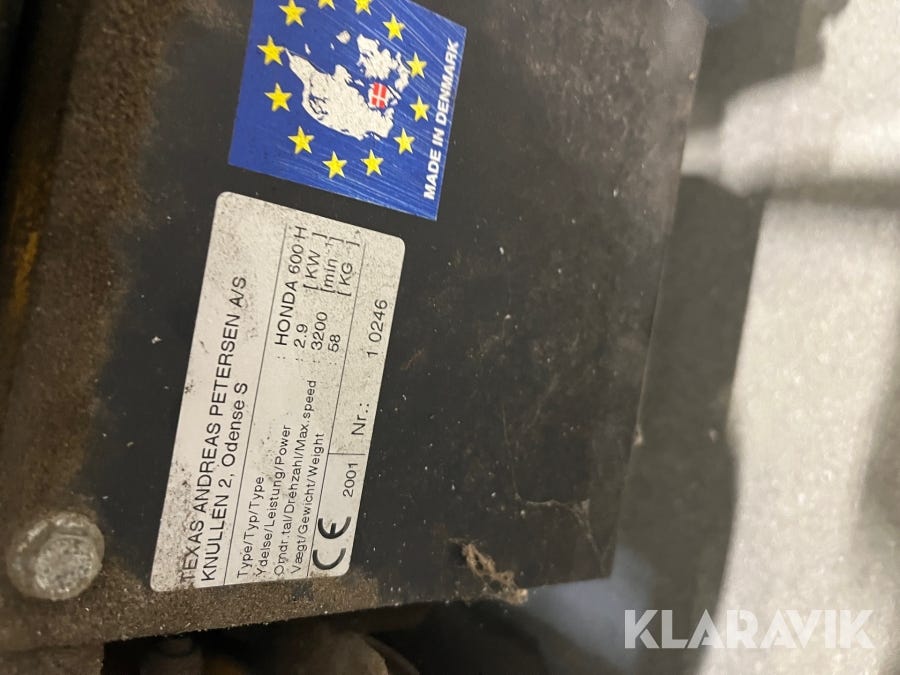 MADE IN DENMARK
TEXAS ANDREAS PETERSEN A/S
KNULLEN 2, Odense S
Type/Typ/Type : HONDA 600 H
Ydelse/Leistung/Power : 2.9 [ KW ]
Omdr.tal/Drehzahl/Max.speed : 3200 [min⁻¹]
Vægt/Gewicht/Weight : 58 [ KG ]
CE 2001 Nr.: 1 0246
KLARAVIK